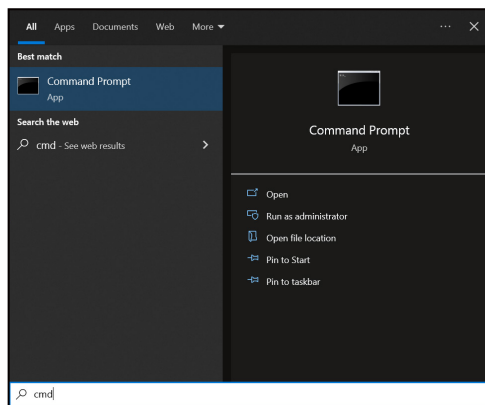 All Apps Documents Web More
Best match
Command Prompt
App
Search the web
cmd - See web results
Command Prompt
App
Open
Run as administrator
Open file location
Pin to Start
Pin to taskbar
cmd